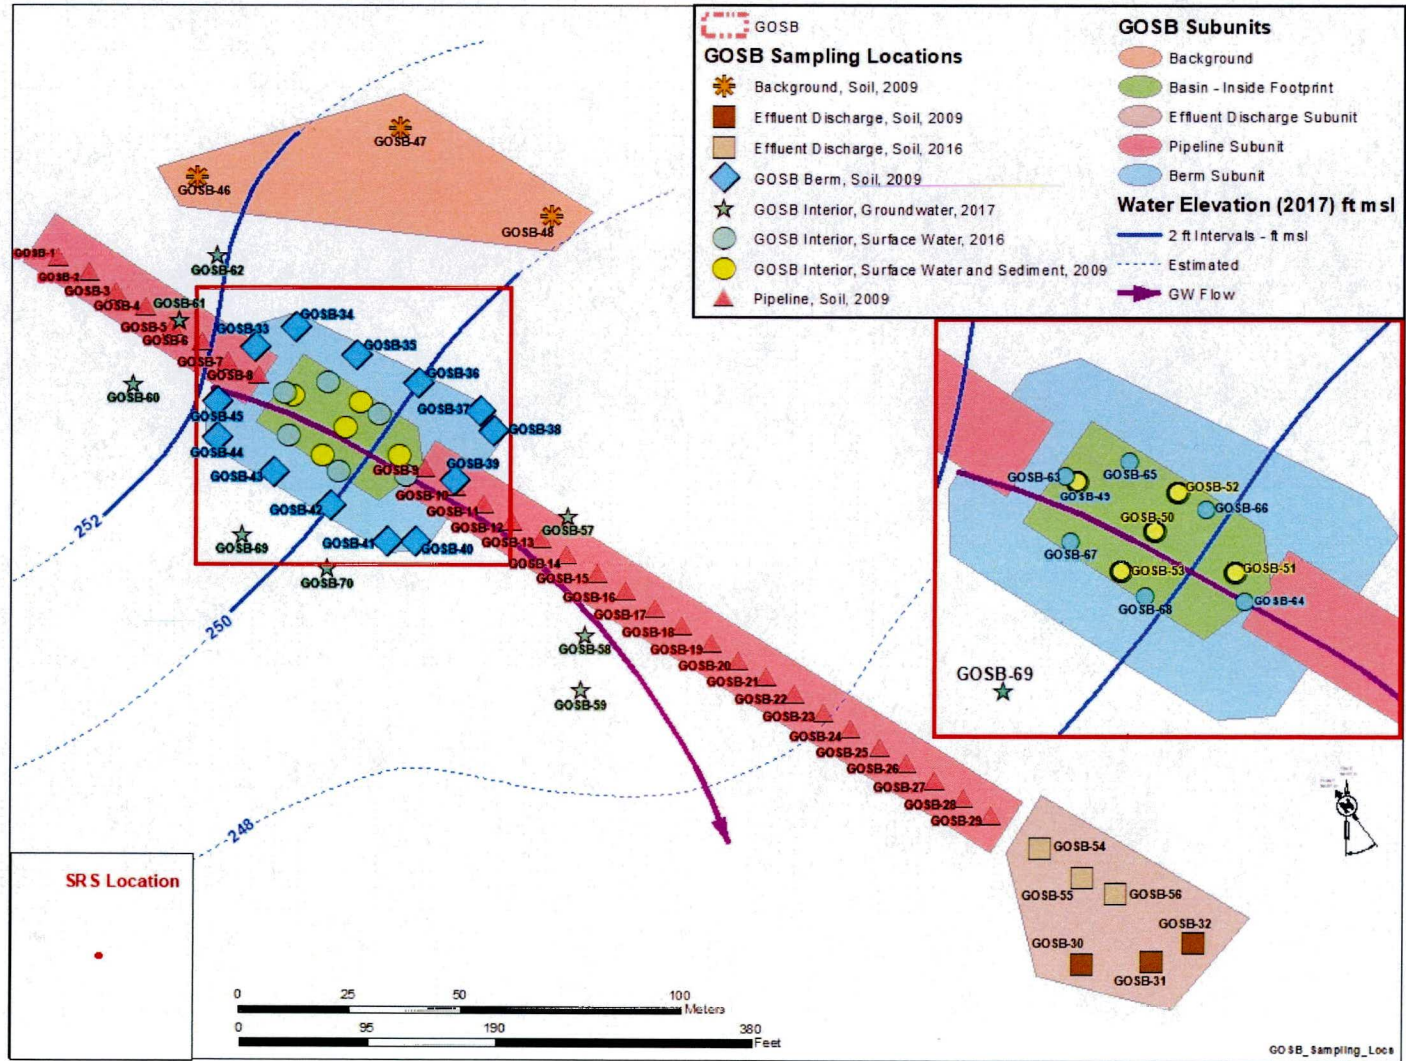 GOSB
GOSB Sampling Locations
Background, Soil, 2009
Effluent Discharge, Soil, 2009
Effluent Discharge, Soil, 2016
GOSB Berm, Soil, 2009
GOSB Interior, Groundwater, 2017
GOSB Interior, Surface Water, 2016
GOSB Interior, Surface Water and Sediment, 2009
Pipeline, Soil, 2009
GOSB Subunits
Background
Basin - Inside Footprint
Effluent Discharge Subunit
Pipeline Subunit
Berm Subunit
Water Elevation (2017) ft msl
2 ft Intervals - ft msl
Estimated
GW Flow
GOSB-47
GOSB-46
GOSB-48
GOSB-1
GOSB-2
GOSB-3
GOSB-4
GOSB-5
GOSB-6
GOSB-7
GOSB-8
GOSB-62
GOSB-61
GOSB-60
GOSB-33
GOSB-34
GOSB-35
GOSB-36
GOSB-37
GOSB-38
GOSB-39
GOSB-45
GOSB-44
GOSB-43
GOSB-42
GOSB-41
GOSB-40
GOSB-9
GOSB-10
GOSB-11
GOSB-12
GOSB-13
GOSB-14
GOSB-15
GOSB-16
GOSB-17
GOSB-18
GOSB-19
GOSB-20
GOSB-21
GOSB-22
GOSB-23
GOSB-24
GOSB-25
GOSB-26
GOSB-27
GOSB-28
GOSB-29
GOSB-57
GOSB-69
GOSB-70
GOSB-58
GOSB-59
252
250
248
GOSB-63
GOSB-65
GOSB-49
GOSB-52
GOSB-66
GOSB-50
GOSB-67
GOSB-53
GOSB-51
GOSB-68
GOSB-64
GOSB-69
GOSB-54
GOSB-55
GOSB-56
GOSB-32
GOSB-30
GOSB-31
SRS Location
0 25 50 100
Meters
0 95 190 380
Feet
GOSB_Sampling_Locs